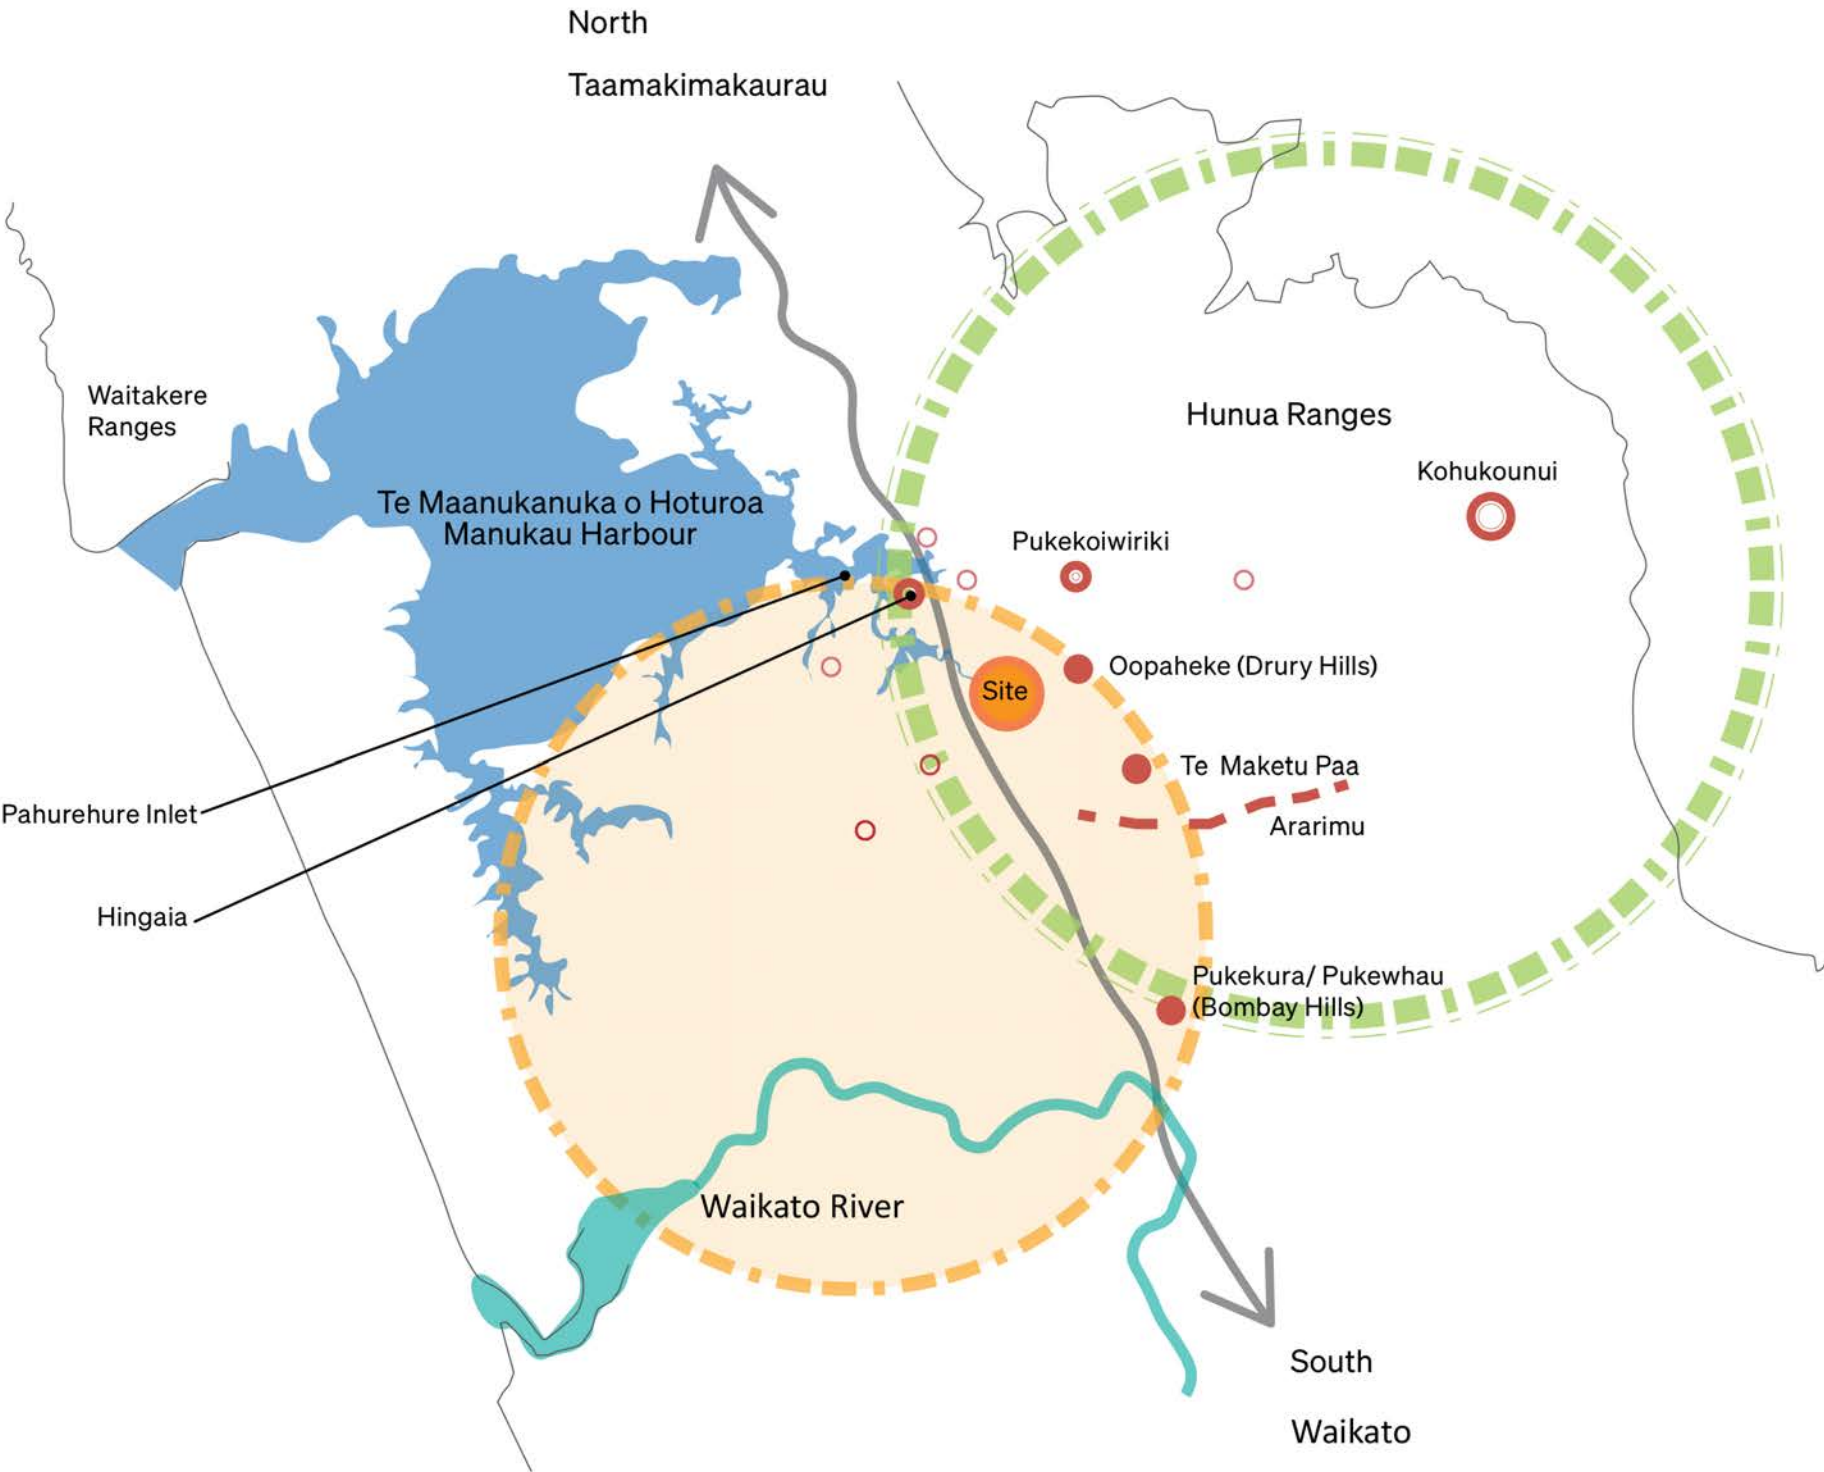 North
Taamakimakaurau
Waitakere
Ranges
Hunua Ranges
Kohukounui
Te Maanukanuka o Hoturoa
Manukau Harbour
Pukekoiwiriki
Oopaheke (Drury Hills)
Site
Te Maketu Paa
Pahurehure Inlet
Ararimu
Hingaia
Pukekura/ Pukewhau
(Bombay Hills)
Waikato River
South
Waikato